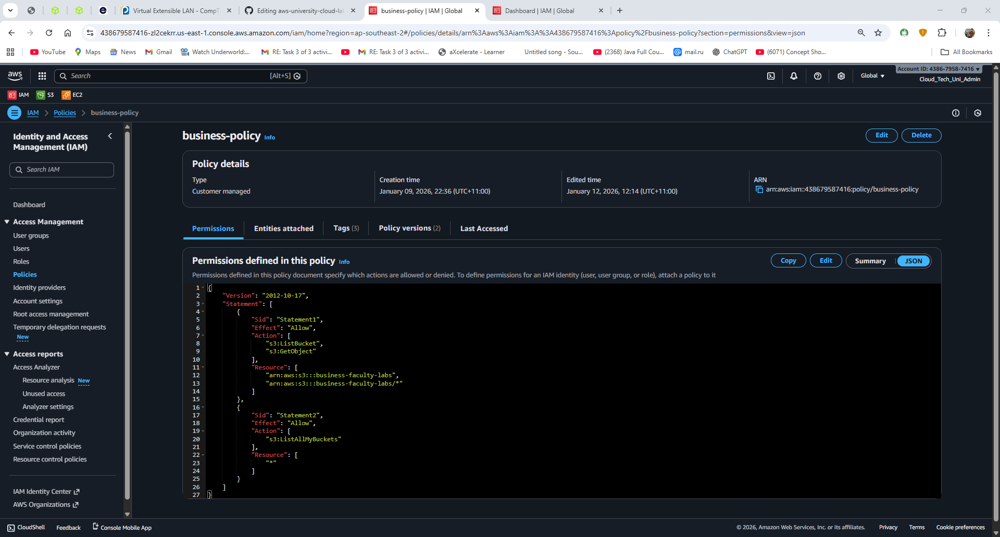 Virtual Extensible LAN - CompT
Editing aws-university-cloud-la
business-policy | IAM | Global
Dashboard | IAM | Global
438679587416-zl2cekrr.us-east-1.console.aws.amazon.com/iam/home?region=ap-southeast-2#/policies/details/arn%3Aaws%3Aiam%3A%3A438679587416%3Apolicy%2Fbusiness-policy?section=permissions&view=json
YouTube
Maps
News
Gmail
Watch Underworld:...
RE: Task 3 of 3 activi...
RE: Task 3 of 3 activi...
aXcelerate - Learner
Untitled song - Sou...
(2368) Java Full Cou...
mail.ru
ChatGPT
(6071) Concept Sho...
All Bookmarks
aws
Search
[Alt+S]
Global
Account ID: 4386-7958-7416
Cloud_Tech_Uni_Admin
IAM
S3
EC2
IAM
Policies
business-policy
Identity and Access
Management (IAM)
Search IAM
Dashboard
Access Management
User groups
Users
Roles
Policies
Identity providers
Account settings
Root access management
Temporary delegation requests
New
Access reports
Access Analyzer
Resource analysis New
Unused access
Analyzer settings
Credential report
Organization activity
Service control policies
Resource control policies
IAM Identity Center
AWS Organizations
business-policy Info
Edit
Delete
Policy details
Type
Customer managed
Creation time
January 09, 2026, 22:36 (UTC+11:00)
Edited time
January 12, 2026, 12:14 (UTC+11:00)
ARN
arn:aws:iam::438679587416:policy/business-policy
Permissions
Entities attached
Tags (3)
Policy versions (2)
Last Accessed
Permissions defined in this policy Info
Copy
Edit
Summary
JSON
Permissions defined in this policy document specify which actions are allowed or denied. To define permissions for an IAM identity (user, user group, or role), attach a policy to it
1 {
2 "Version": "2012-10-17",
3 "Statement": [
4 {
5 "Sid": "Statement1",
6 "Effect": "Allow",
7 "Action": [
8 "s3:ListBucket",
9 "s3:GetObject"
10 ],
11 "Resource": [
12 "arn:aws:s3:::business-faculty-labs",
13 "arn:aws:s3:::business-faculty-labs/*"
14 ]
15 },
16 {
17 "Sid": "Statement2",
18 "Effect": "Allow",
19 "Action": [
20 "s3:ListAllMyBuckets"
21 ],
22 "Resource": [
23 "*"
24 ]
25 }
26 ]
27 }
CloudShell
Feedback
Console Mobile App
© 2026, Amazon Web Services, Inc. or its affiliates.
Privacy
Terms
Cookie preferences